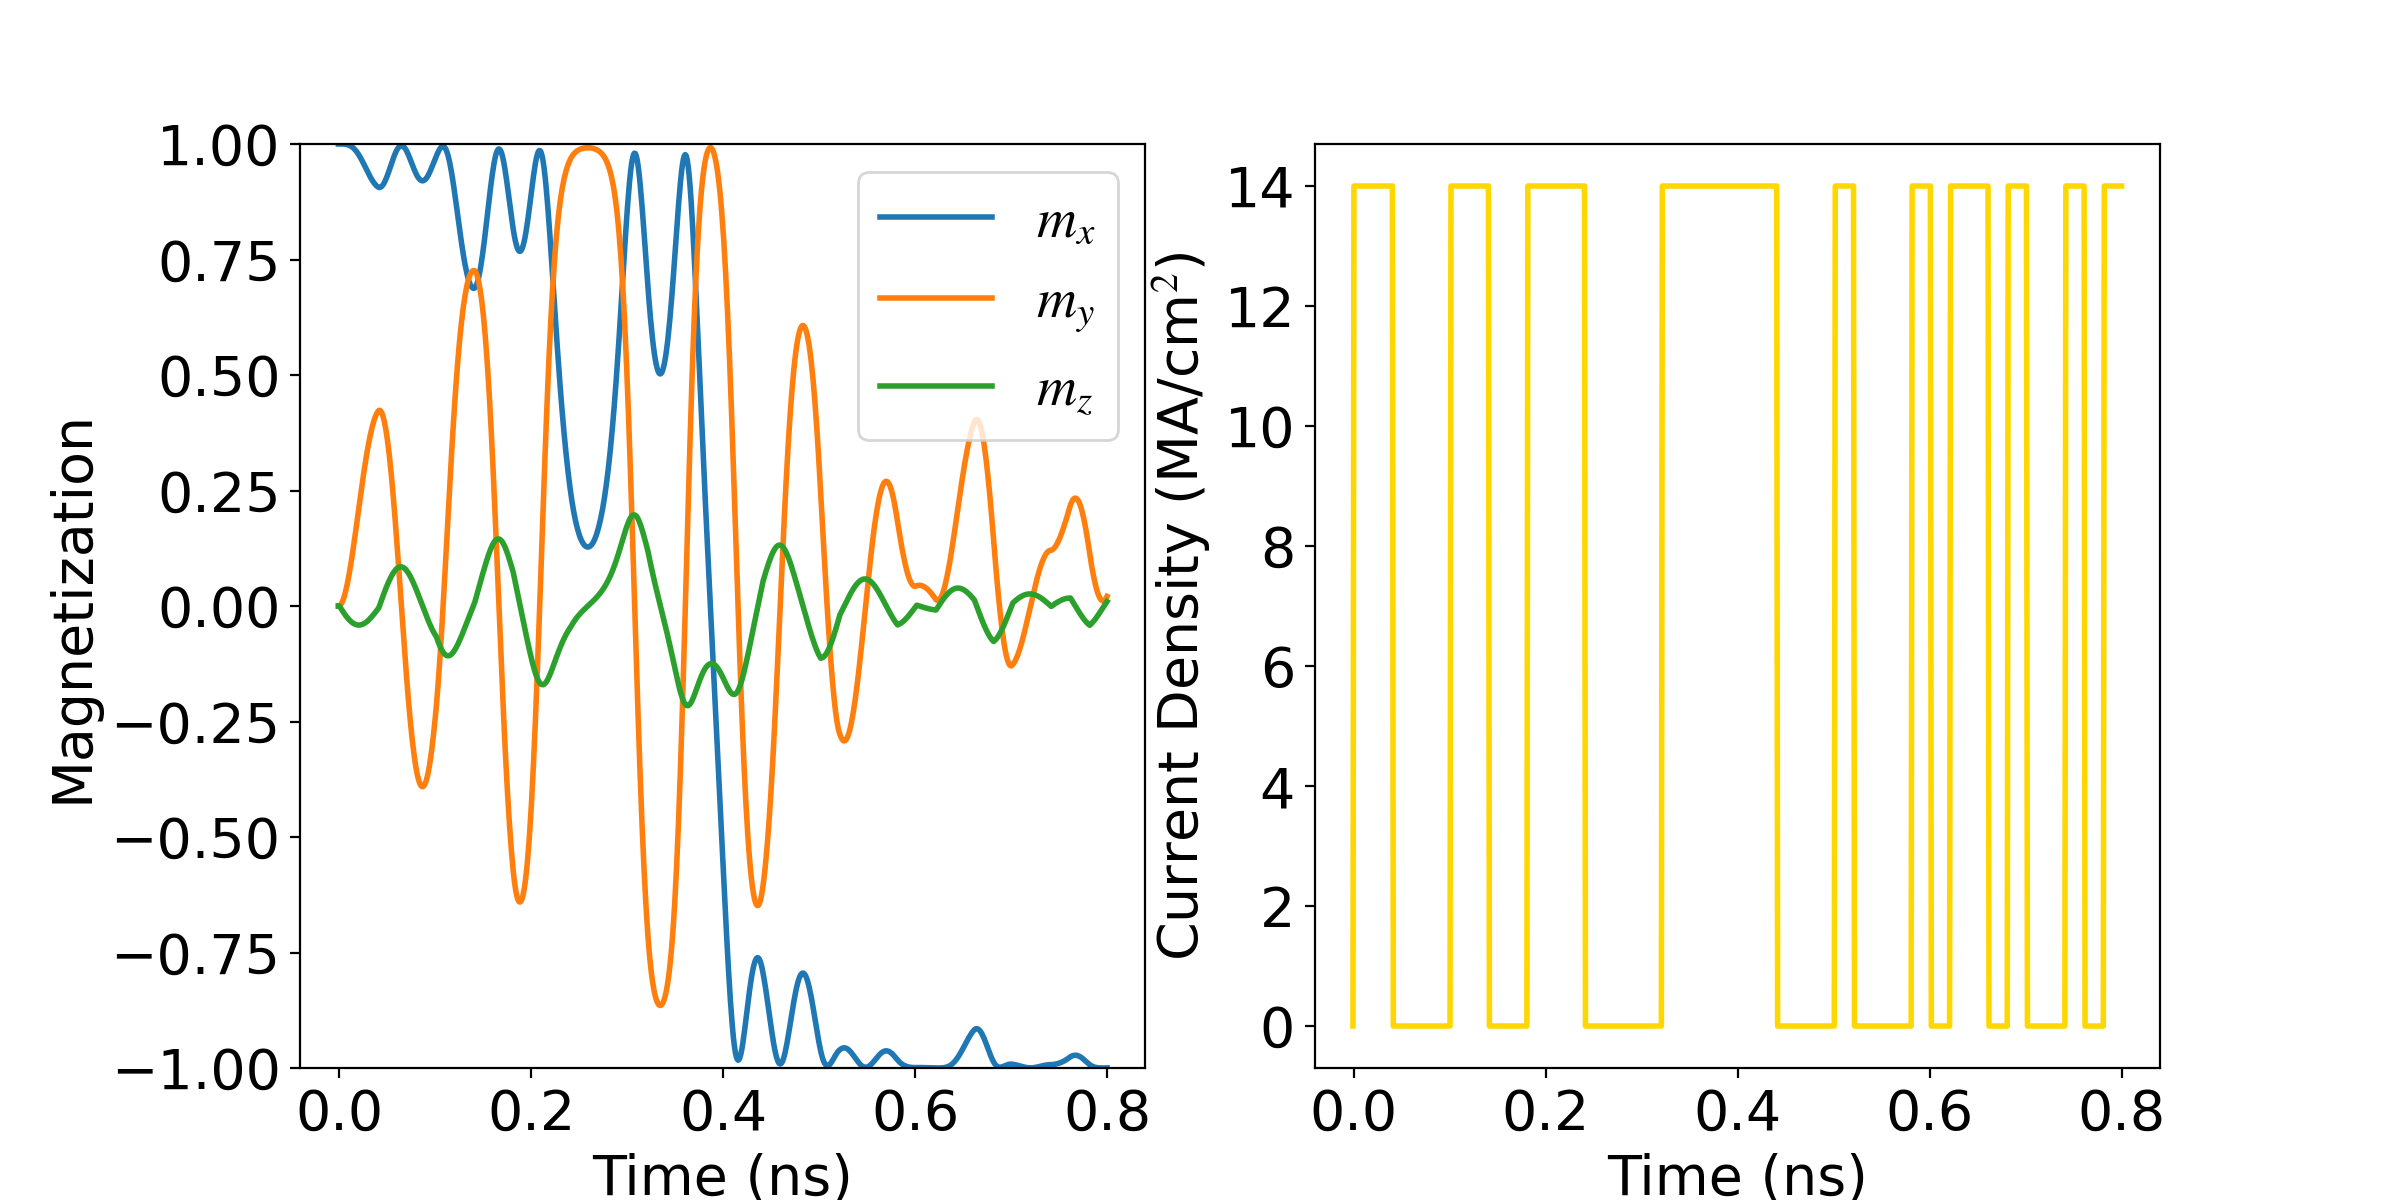 1.00
0.75
0.50
0.25
0.00
−0.25
−0.50
−0.75
−1.00
Magnetization
0.0 0.2 0.4 0.6 0.8
Time (ns)
m_x
m_y
m_z
14
12
10
8
6
4
2
0
Current Density (MA/cm²)
0.0 0.2 0.4 0.6 0.8
Time (ns)